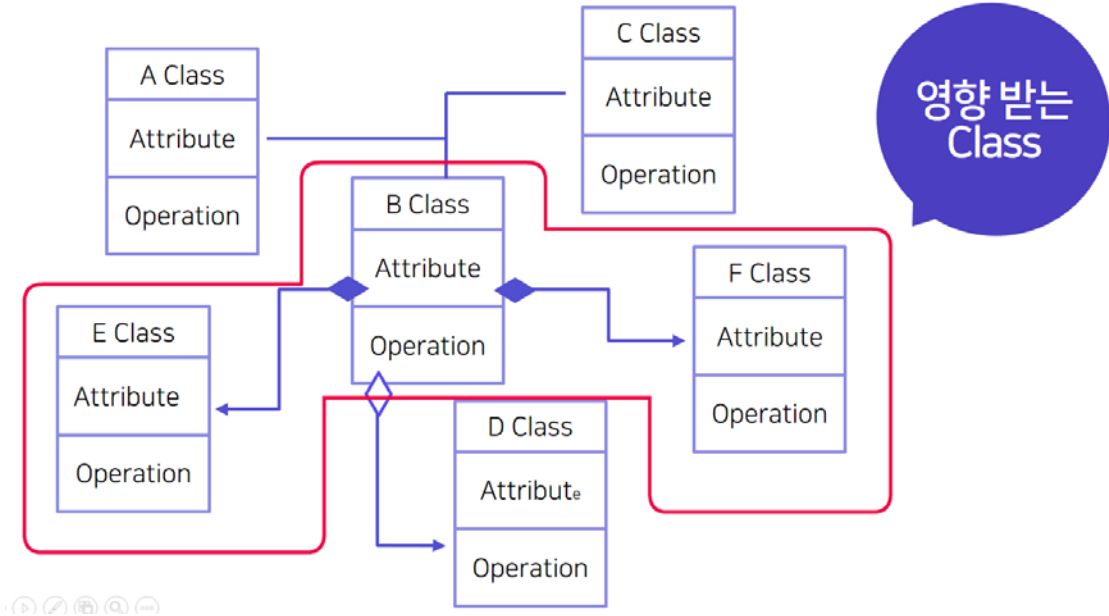 A Class
Attribute
Operation
C Class
Attribute
Operation
영향 받는
Class
B Class
Attribute
Operation
F Class
Attribute
Operation
E Class
Attribute
Operation
D Class
Attribute
Operation